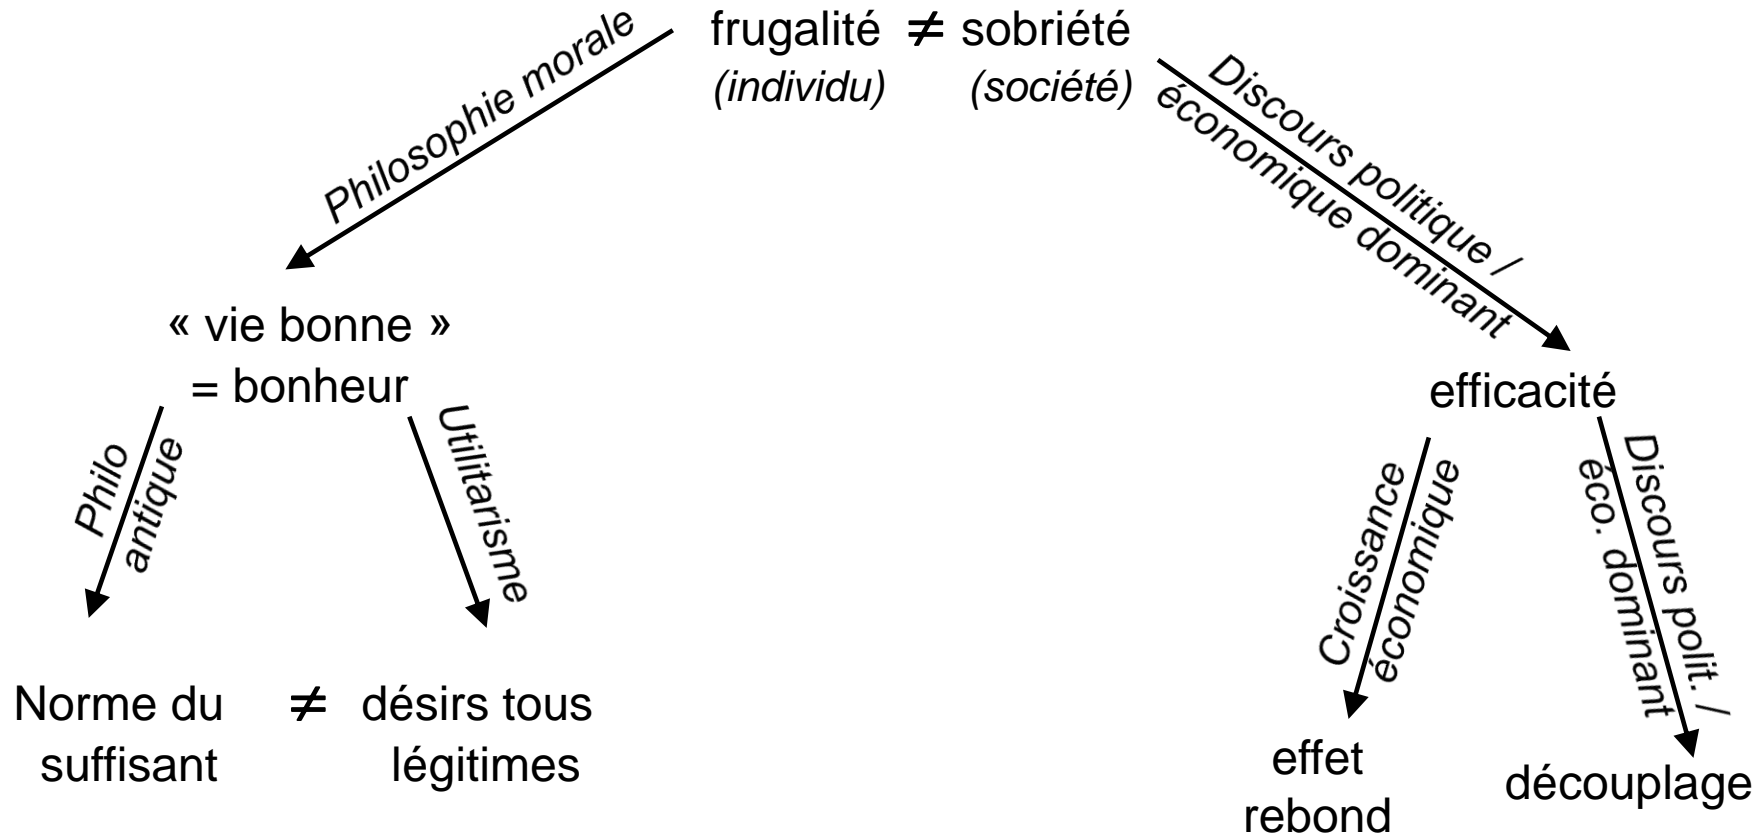 frugalité ≠ sobriété
(individu) (société)
Philosophie morale
Discours politique /
économique dominant
« vie bonne »
= bonheur
efficacité
Philo
antique
Utilitarisme
Croissance
économique
Discours polit. /
éco. dominant
Norme du ≠ désirs tous
suffisant légitimes
effet
rebond
découplage